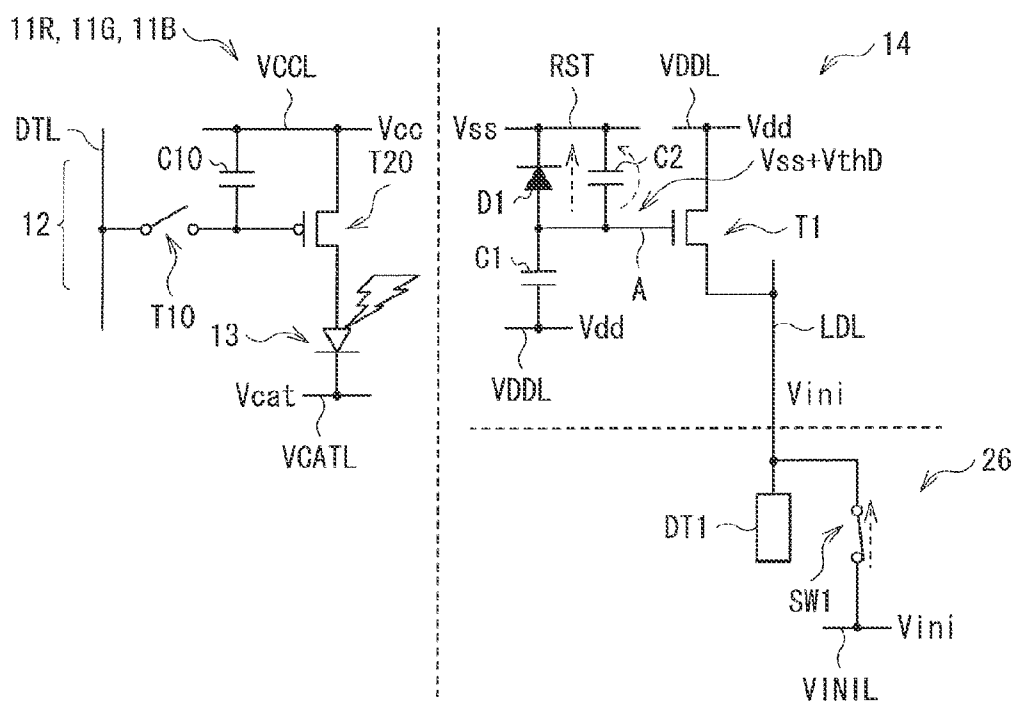 11R, 11G, 11B
VCCL
DTL
Vcc
C10
T20
12
T10
13
Vcat
VCATL
14
RST
VDDL
Vss
Vdd
C2
Vss+VthD
D1
T1
C1
A
Vdd
LDL
VDDL
Vini
26
DT1
SW1
Vini
VINIL